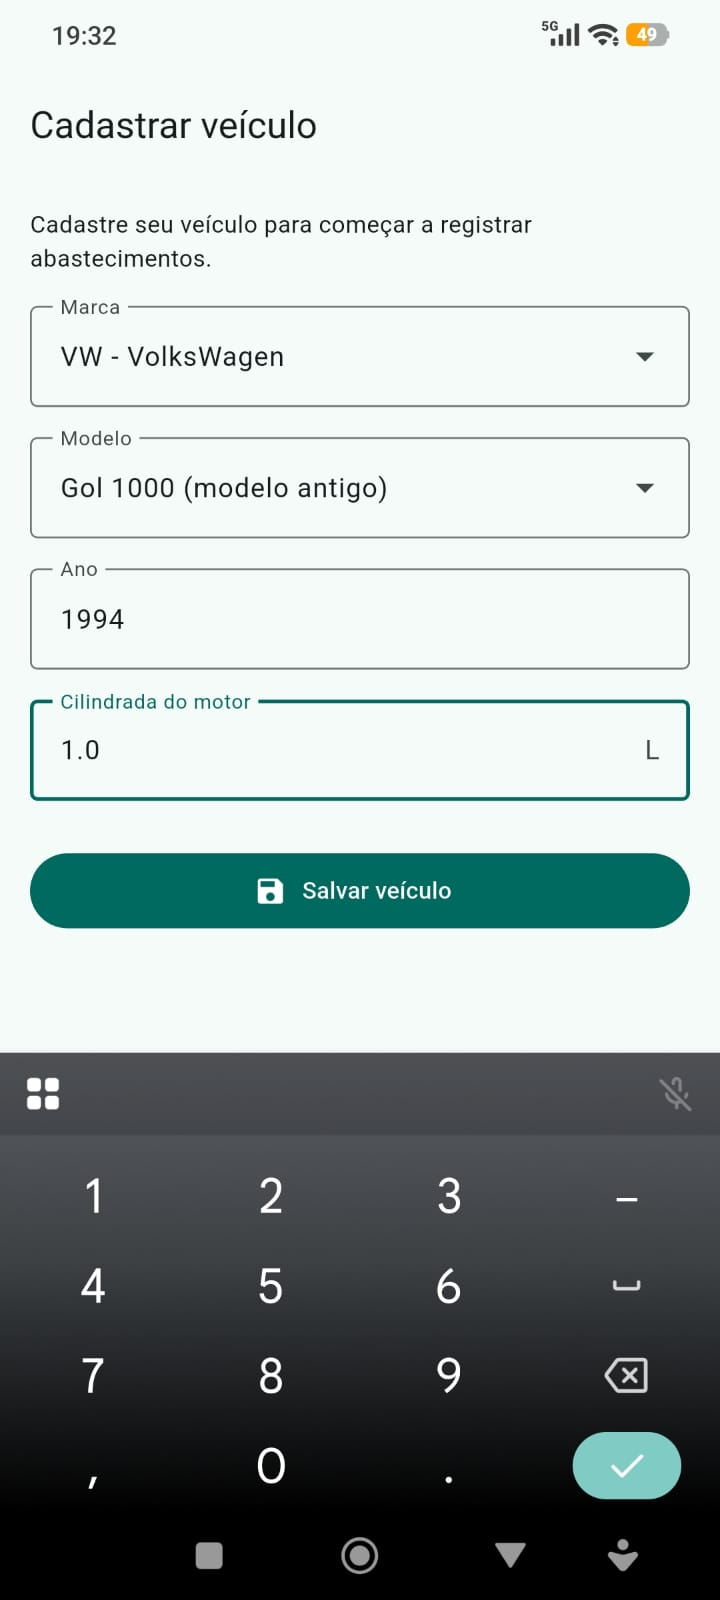 19:32
5G
49
Cadastrar veículo
Cadastre seu veículo para começar a registrar
abastecimentos.
Marca
VW - VolksWagen
Modelo
Gol 1000 (modelo antigo)
Ano
1994
Cilindrada do motor
1.0 L
Salvar veículo
1 2 3 –
4 5 6
7 8 9
, 0 .